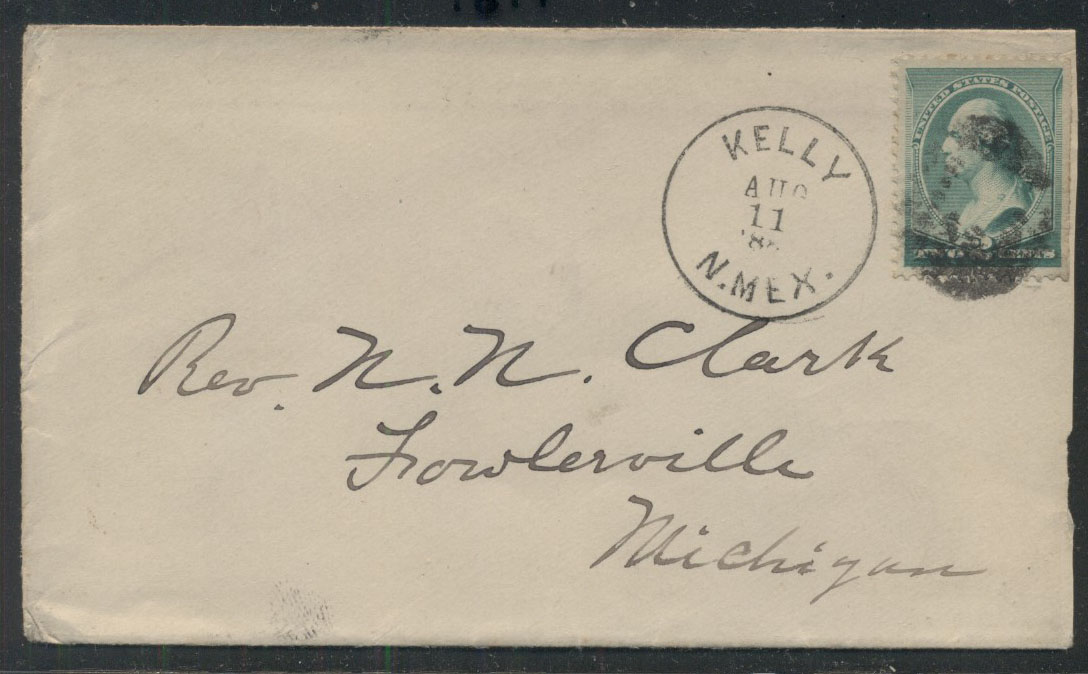 KELLY
AUG
11
N. MEX.
UNITED STATES POSTAGE
Rev. N. N. Clark
Fowlerville
Michigan